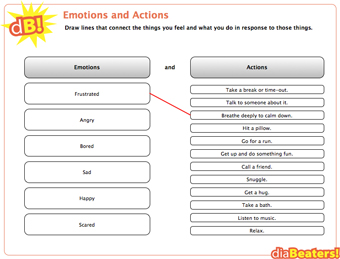 dB!
Emotions and Actions
Draw lines that connect the things you feel and what you do in response to those things.
Emotions and Actions
Frustrated
Angry
Bored
Sad
Happy
Scared
Take a break or time-out.
Talk to someone about it.
Breathe deeply to calm down.
Hit a pillow.
Go for a run.
Get up and do something fun.
Call a friend.
Snuggle.
Get a hug.
Take a bath.
Listen to music.
Relax.
diaBeaters!